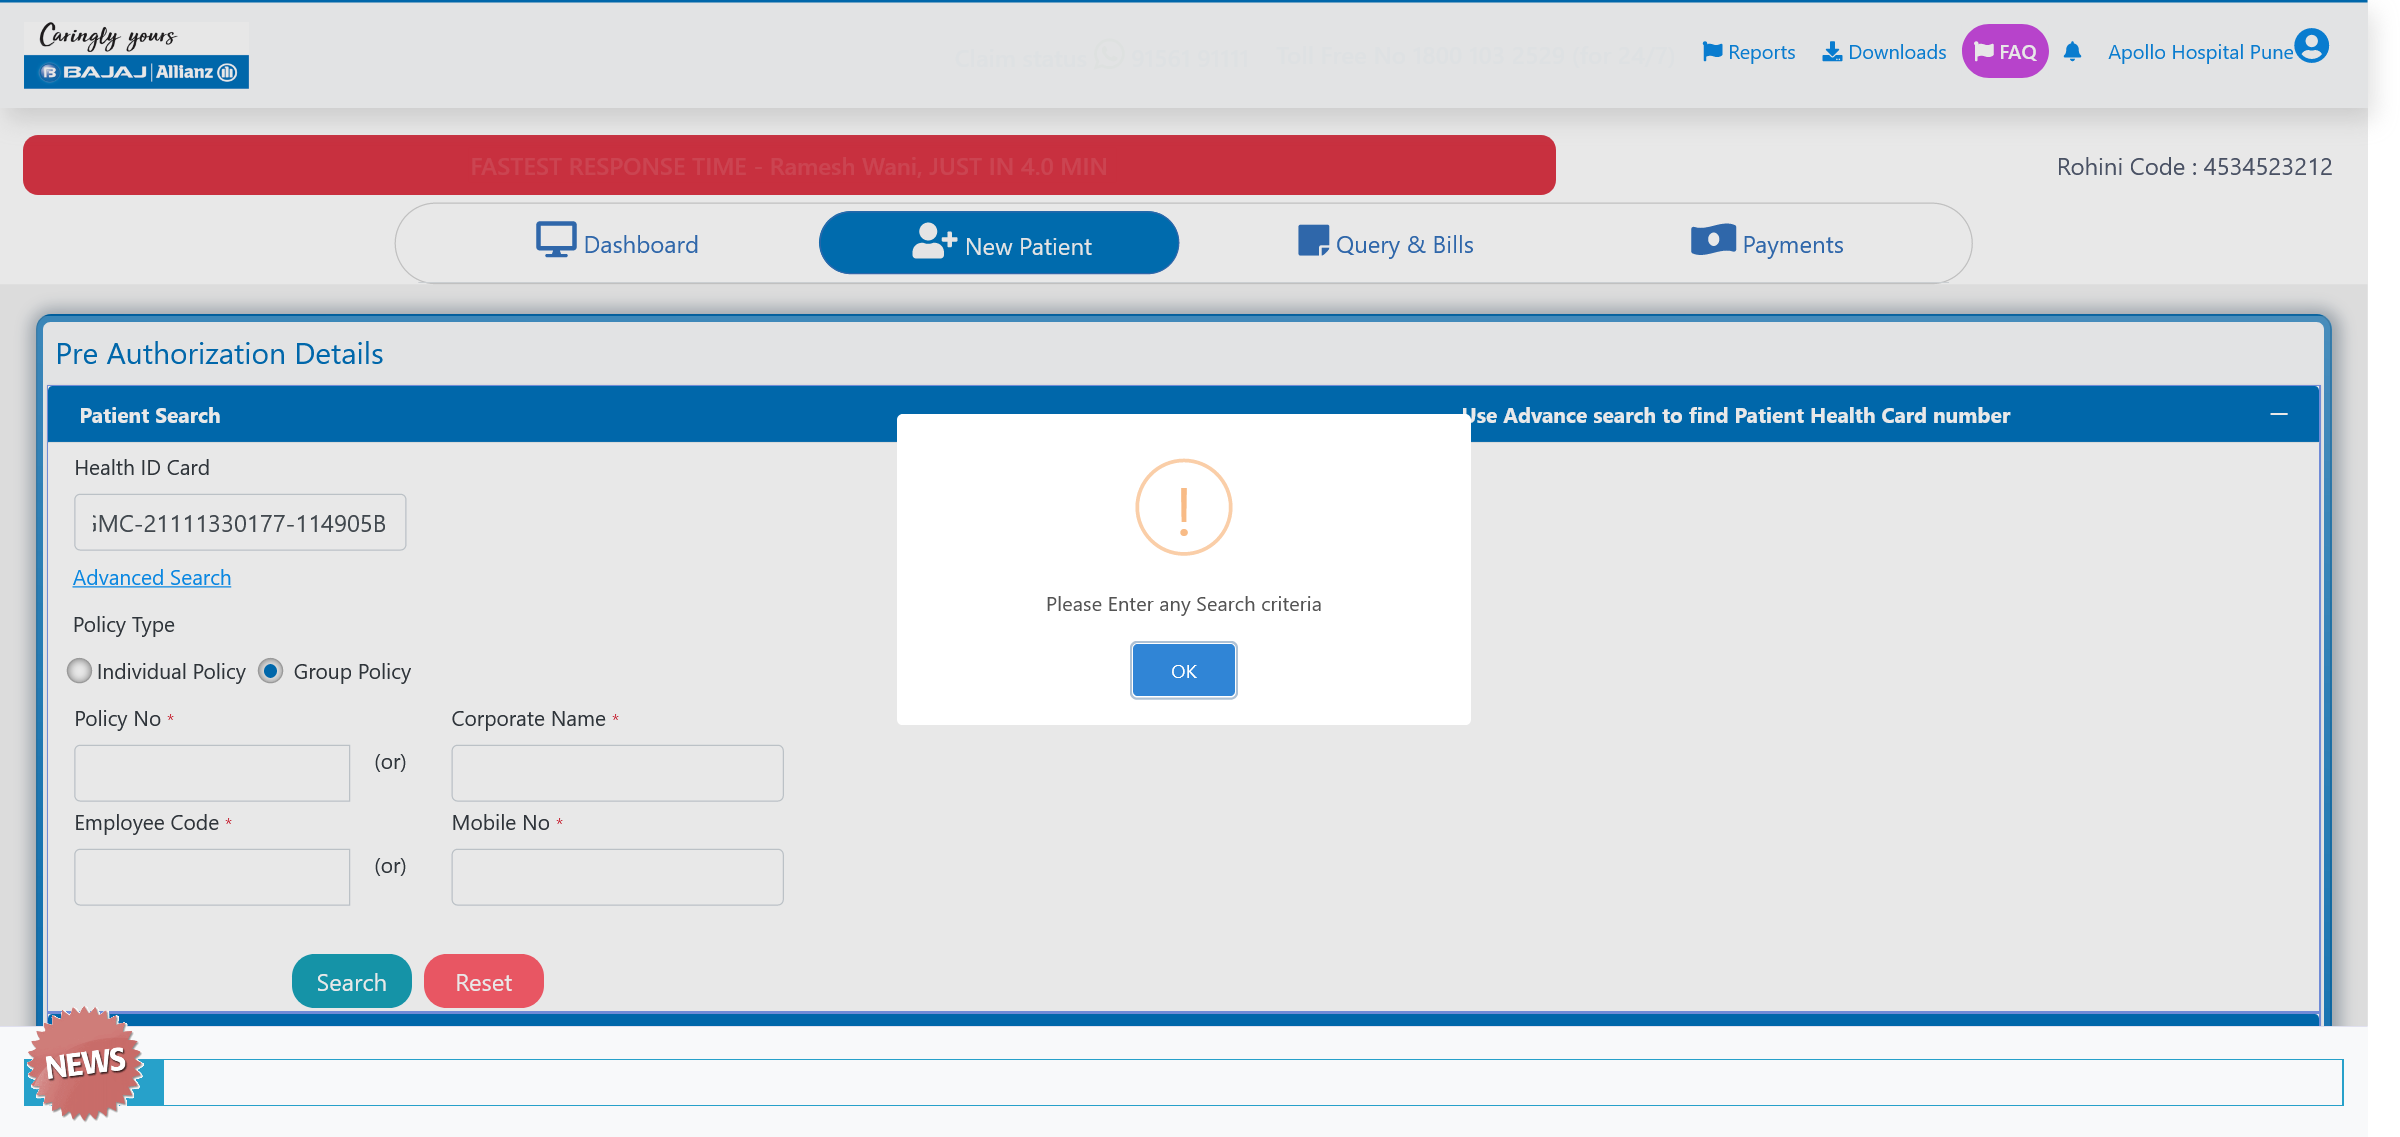 Caringly yours
BAJAJ | Allianz
Claim status 91561 91111 Toll Free No 1800-103-2529 (for 24/7)
Reports Downloads FAQ Apollo Hospital Pune
FASTEST RESPONSE TIME - Ramesh Wani, JUST IN 4.0 MIN
Rohini Code : 4534523212
Dashboard New Patient Query & Bills Payments
Pre Authorization Details
Patient Search Use Advance search to find Patient Health Card number
Health ID Card
GMC-21111330177-114905B
Advanced Search
Policy Type
Individual Policy Group Policy
Policy No * Corporate Name *
(or)
Employee Code * Mobile No *
(or)
Search Reset
!
Please Enter any Search criteria
OK
NEWS